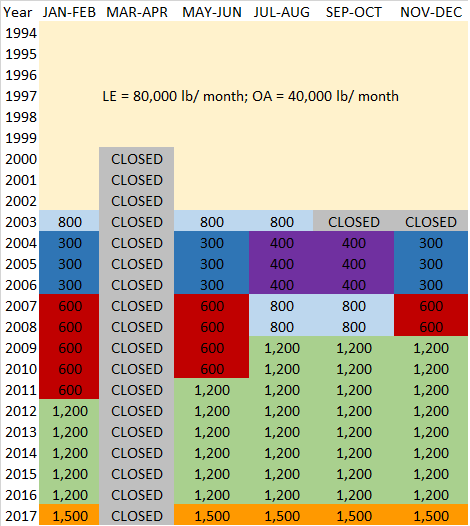 Year JAN-FEB MAR-APR MAY-JUN JUL-AUG SEP-OCT NOV-DEC
1994
1995
1996
1997 LE = 80,000 lb/ month; OA = 40,000 lb/ month
1998
1999
2000 CLOSED
2001 CLOSED
2002 CLOSED
2003 800 CLOSED 800 800 CLOSED CLOSED
2004 300 CLOSED 300 400 400 300
2005 300 CLOSED 300 400 400 300
2006 300 CLOSED 300 400 400 300
2007 600 CLOSED 600 800 800 600
2008 600 CLOSED 600 800 800 600
2009 600 CLOSED 600 1,200 1,200 1,200
2010 600 CLOSED 600 1,200 1,200 1,200
2011 600 CLOSED 1,200 1,200 1,200 1,200
2012 1,200 CLOSED 1,200 1,200 1,200 1,200
2013 1,200 CLOSED 1,200 1,200 1,200 1,200
2014 1,200 CLOSED 1,200 1,200 1,200 1,200
2015 1,200 CLOSED 1,200 1,200 1,200 1,200
2016 1,200 CLOSED 1,200 1,200 1,200 1,200
2017 1,500 CLOSED 1,500 1,500 1,500 1,500